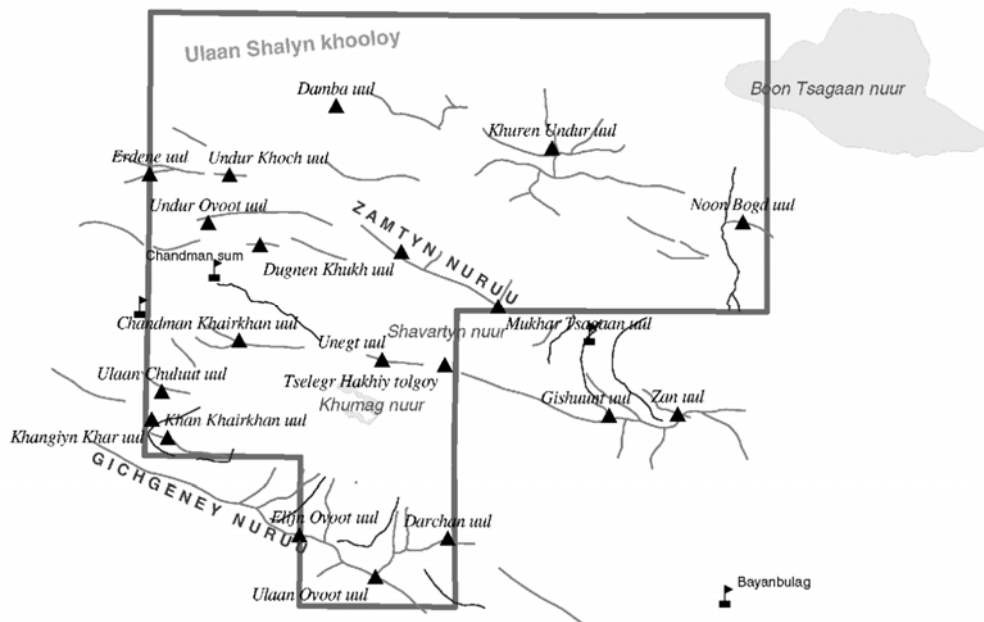 Ulaan Shalyn khooloy
Damba uul
Boon Tsagaan nuur
Khuren Undur uul
Erdene uul
Undur Khoch uul
Undur Ovoot uul
Noon Bogd uul
ZAMTYN NURUU
Chandman sum
Dugnen Khukh uul
Chandman Khairkhan uul
Shavartyn nuur
Mukhar Tsagaan uul
Unegt uul
Ulaan Chuluut uul
Tselegr Hakhiy tolgoy
Khumag nuur
Gishuunt uul
Zan uul
Khan Khairkhan uul
Khangiyn Khar uul
GICHGENEY NURUU
Elijn Ovoot uul
Darchan uul
Ulaan Ovoot uul
Bayanbulag